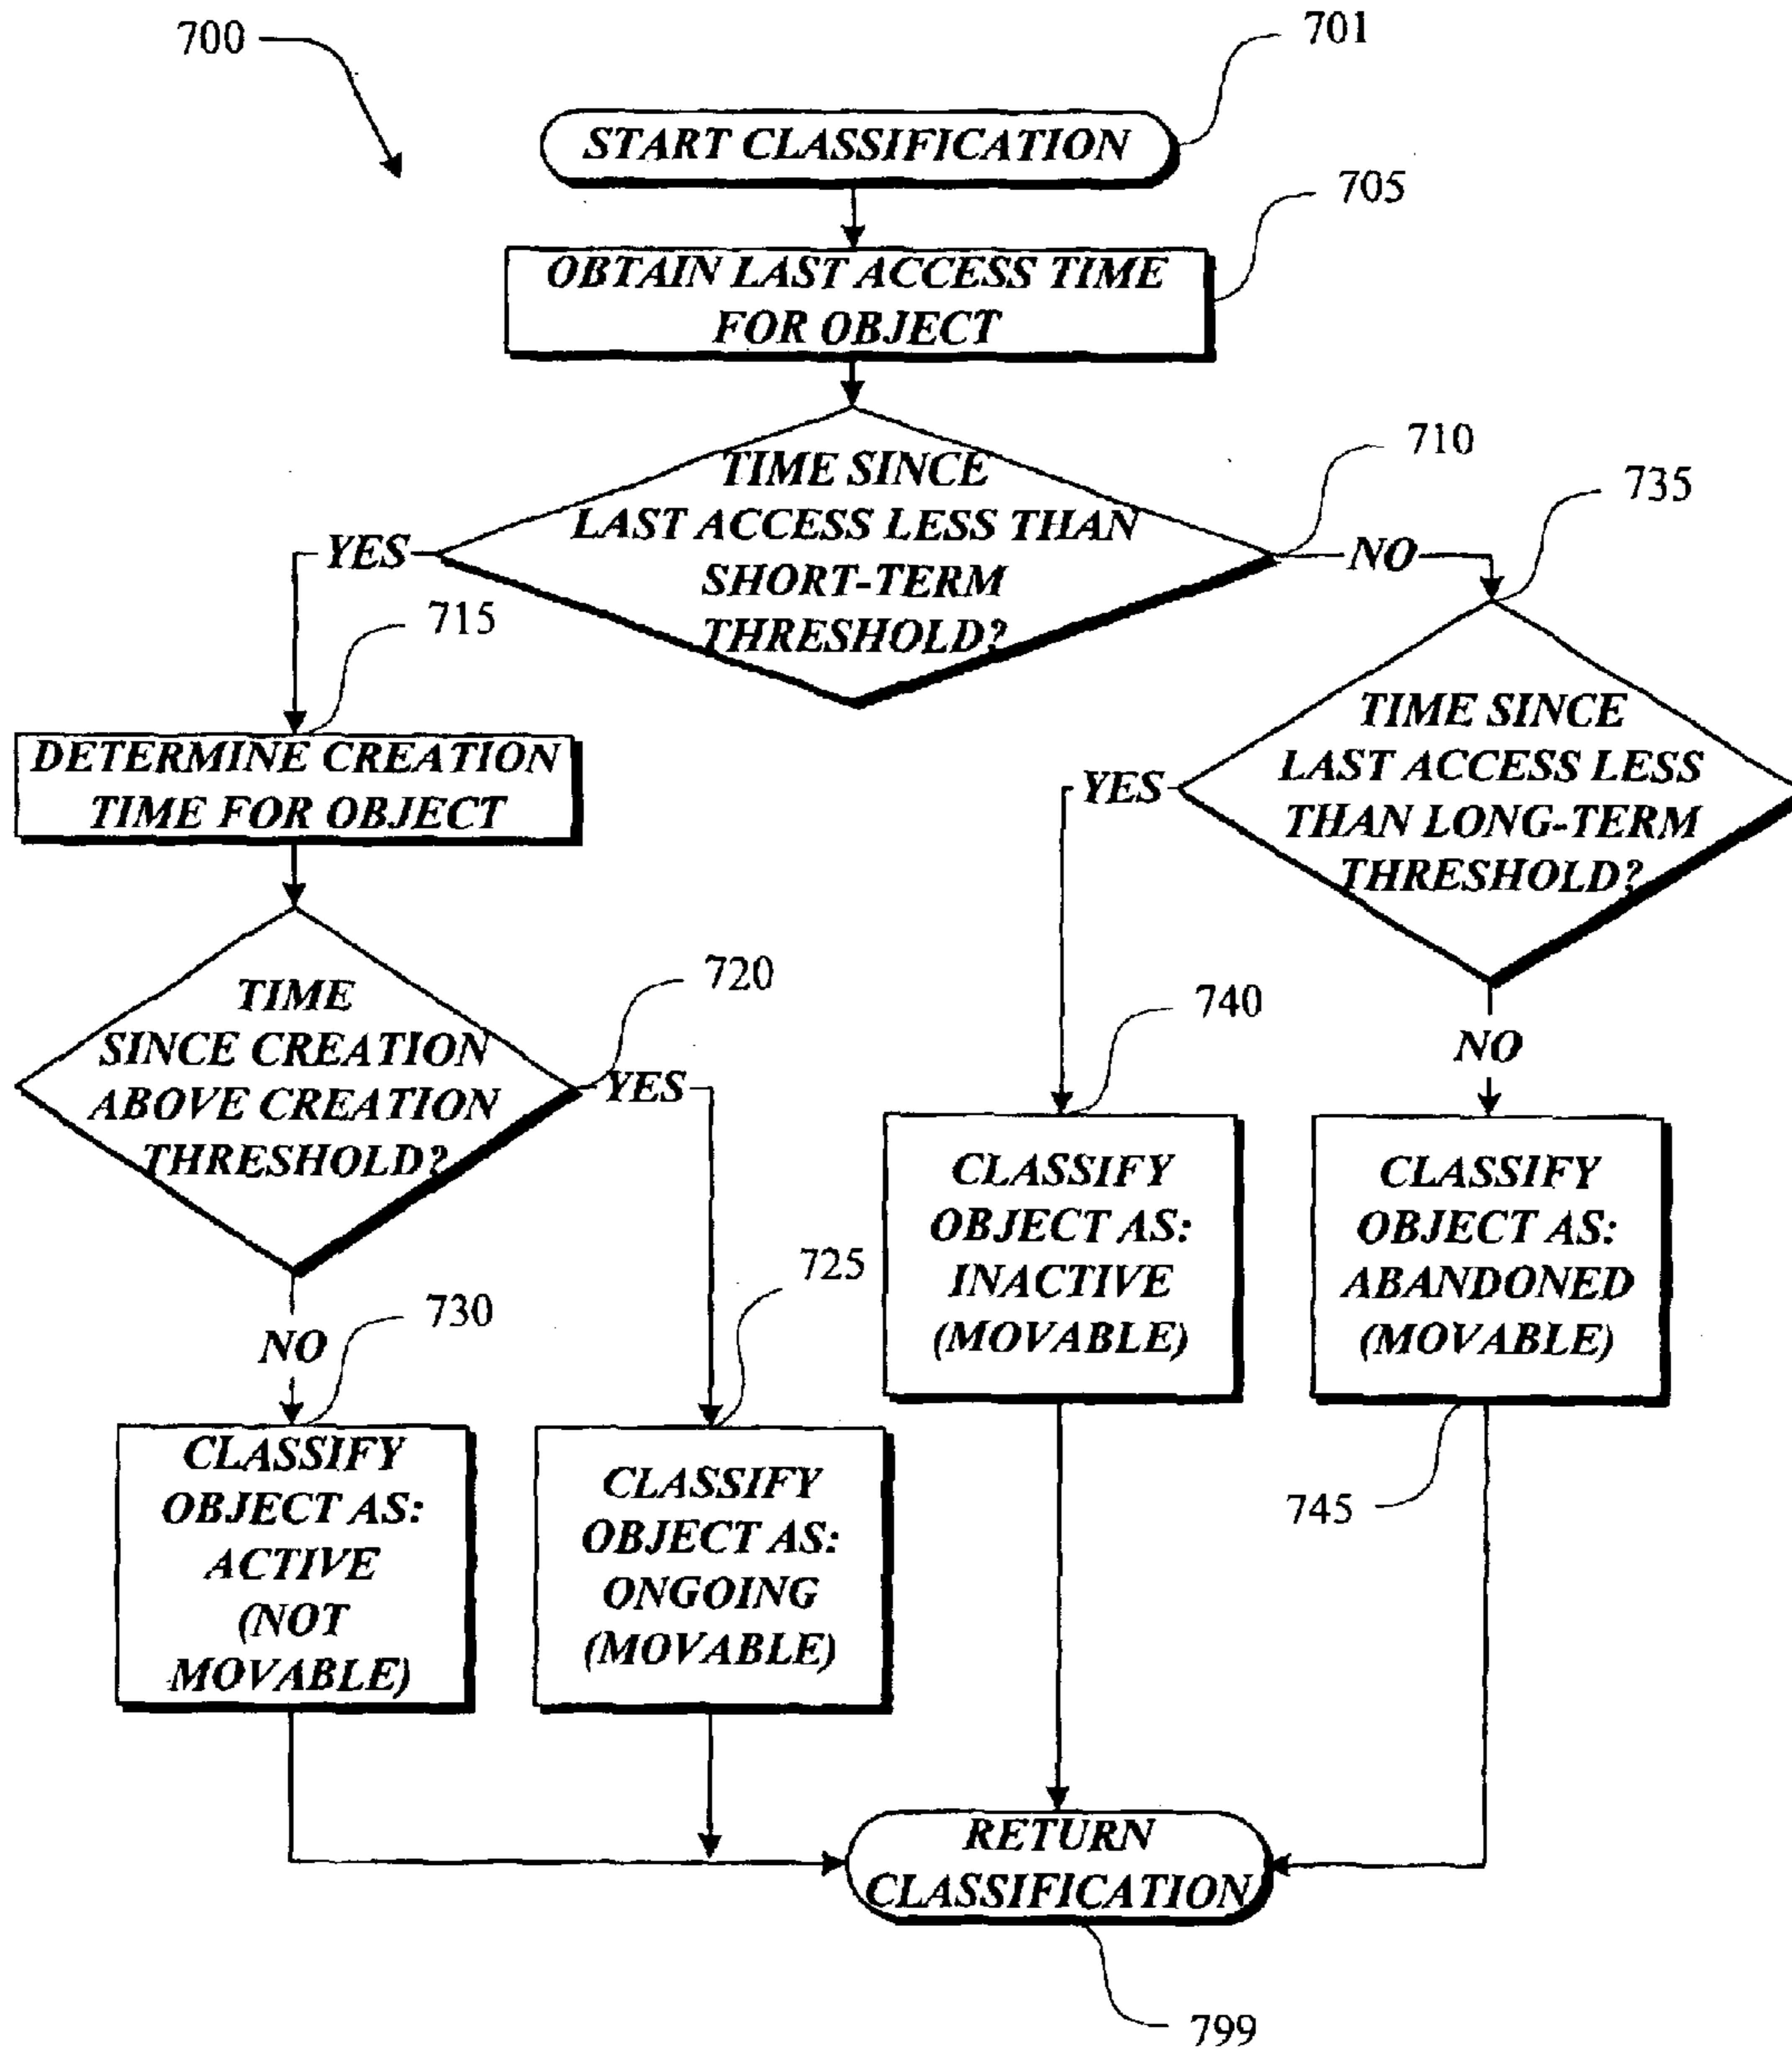 700
701
START CLASSIFICATION
705
OBTAIN LAST ACCESS TIME
FOR OBJECT
710
TIME SINCE
LAST ACCESS LESS THAN
SHORT-TERM
THRESHOLD?
YES
NO
735
715
DETERMINE CREATION
TIME FOR OBJECT
TIME SINCE
LAST ACCESS LESS
THAN LONG-TERM
THRESHOLD?
YES
NO
720
TIME
SINCE CREATION
ABOVE CREATION
THRESHOLD?
YES
NO
740
CLASSIFY
OBJECT AS:
INACTIVE
(MOVABLE)
CLASSIFY
OBJECT AS:
ABANDONED
(MOVABLE)
745
730
CLASSIFY
OBJECT AS:
ACTIVE
(NOT
MOVABLE)
725
CLASSIFY
OBJECT AS:
ONGOING
(MOVABLE)
RETURN
CLASSIFICATION
799